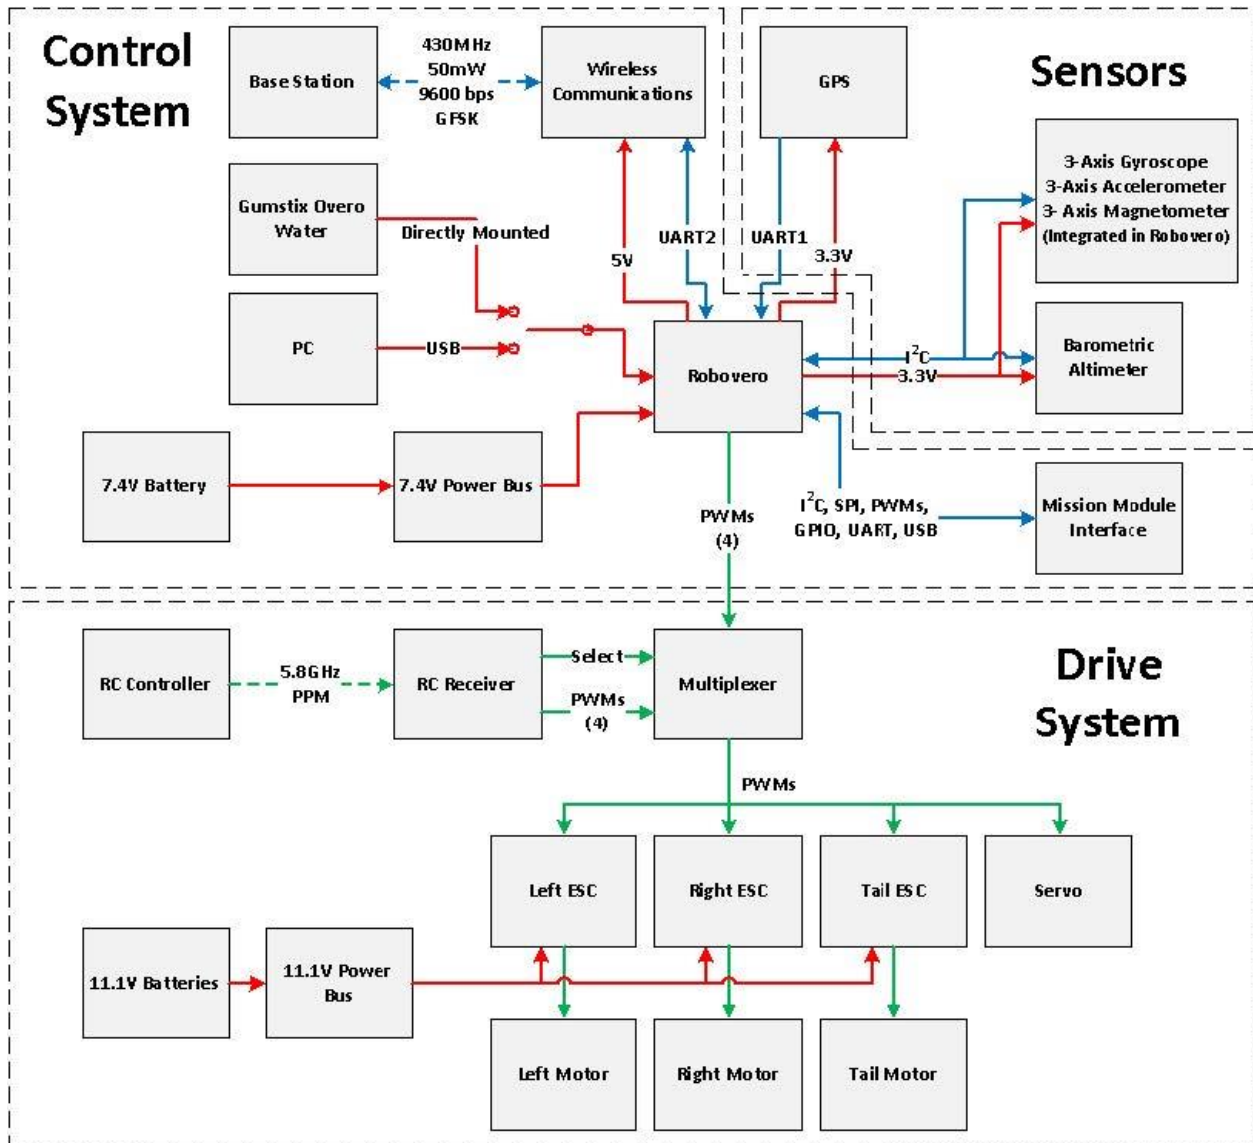 Control
System
Base Station
430MHz
50mW
9600 bps
GFSK
Wireless
Communications
GPS
Sensors
3-Axis Gyroscope
3-Axis Accelerometer
3- Axis Magnetometer
(Integrated in Robovero)
Gumstix Overo
Water
Directly Mounted
5V
UART2
UART1
3.3V
PC
USB
Robovero
I²C
3.3V
Barometric
Altimeter
7.4V Battery
7.4V Power Bus
PWMs
(4)
I²C, SPI, PWMs,
GPIO, UART, USB
Mission Module
Interface
RC Controller
5.8GHz
PPM
RC Receiver
Select
PWMs
(4)
Multiplexer
Drive
System
PWMs
Left ESC
Right ESC
Tail ESC
Servo
11.1V Batteries
11.1V Power
Bus
Left Motor
Right Motor
Tail Motor